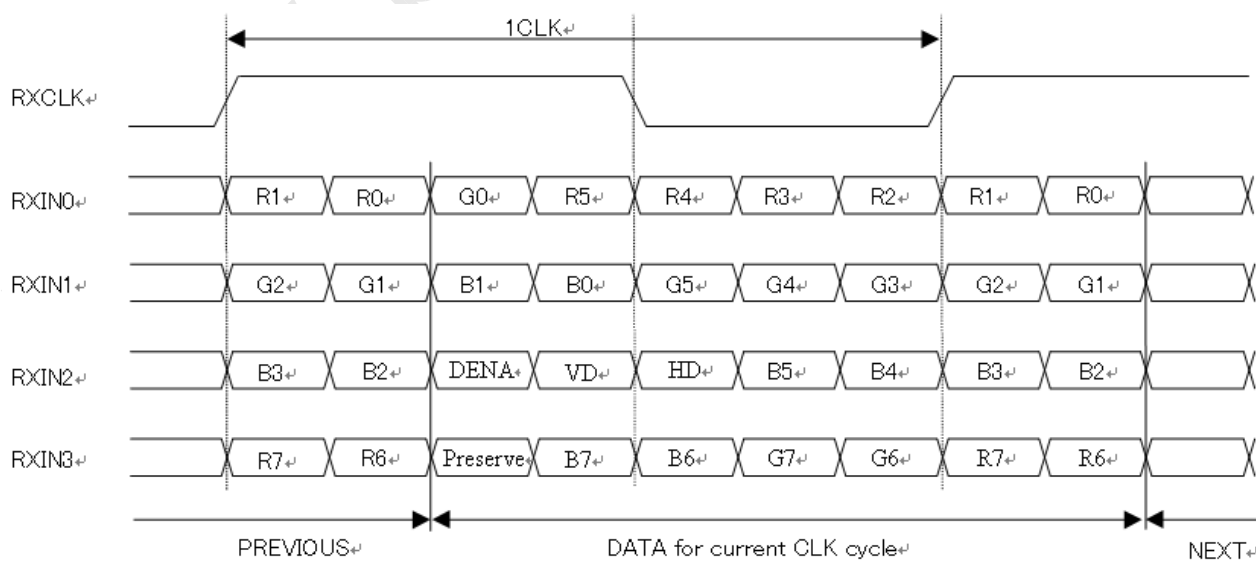 1CLK↵
RXCLK↵
RXIN0↵ R1↵ R0↵ G0↵ R5↵ R4↵ R3↵ R2↵ R1↵ R0↵
RXIN1↵ G2↵ G1↵ B1↵ B0↵ G5↵ G4↵ G3↵ G2↵ G1↵
RXIN2↵ B3↵ B2↵ DENA↵ VD↵ HD↵ B5↵ B4↵ B3↵ B2↵
RXIN3↵ R7↵ R6↵ Preserve↵ B7↵ B6↵ G7↵ G6↵ R7↵ R6↵
PREVIOUS↵ DATA for current CLK cycle↵ NEXT↵